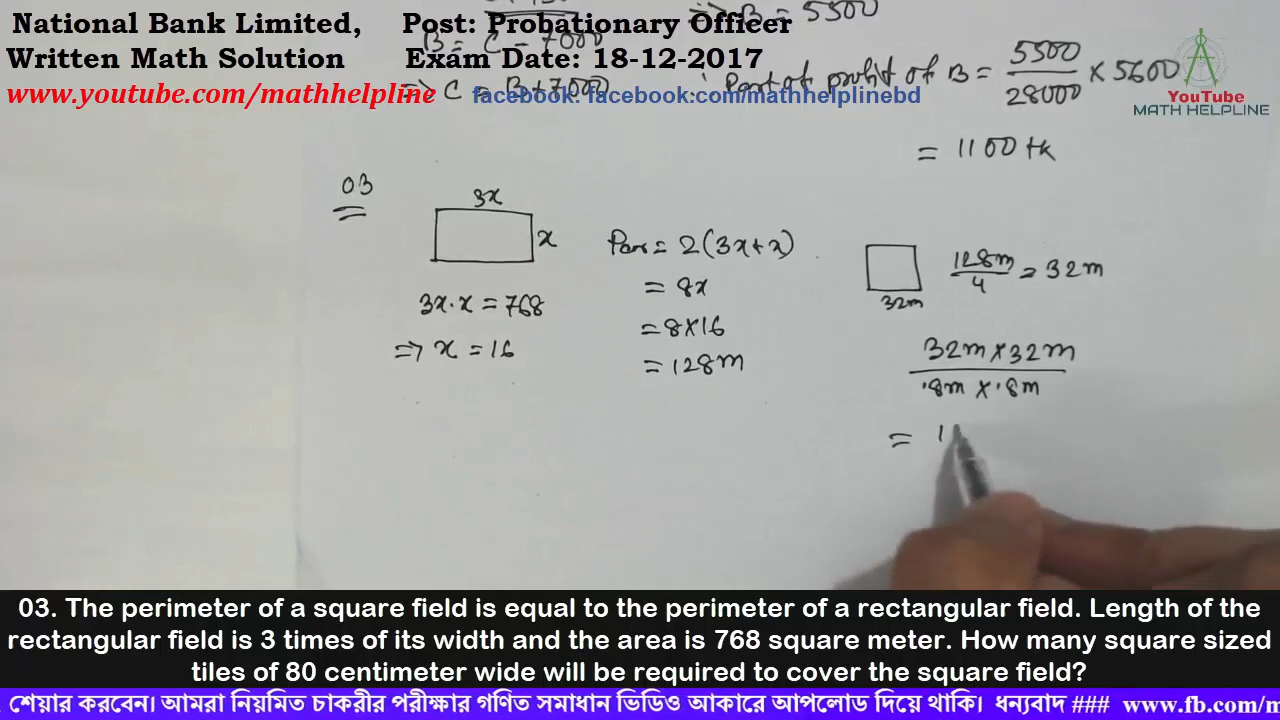 National Bank Limited, Post: Probationary Officer
Written Math Solution Exam Date: 18-12-2017
www.youtube.com/mathhelpline facebook: facebook.com/mathhelplinebd
YouTube
MATH HELPLINE
⇒ B = 5500
B = C - 7000
⇒ C = B + 7000
∴ Part of profit of B = 5500/28000 × 5600
= 1100 tk
03
3x
x
3x·x = 768
⇒ x = 16
Par = 2(3x+x)
= 8x
= 8×16
= 128m
128m/4 = 32m
32m
32m × 32m
·8m × ·8m
= 1
03. The perimeter of a square field is equal to the perimeter of a rectangular field. Length of the
rectangular field is 3 times of its width and the area is 768 square meter. How many square sized
tiles of 80 centimeter wide will be required to cover the square field?
শেয়ার করবেন। আমরা নিয়মিত চাকরীর পরীক্ষার গণিত সমাধান ভিডিও আকারে আপলোড দিয়ে থাকি। ধন্যবাদ ### www.fb.com/m